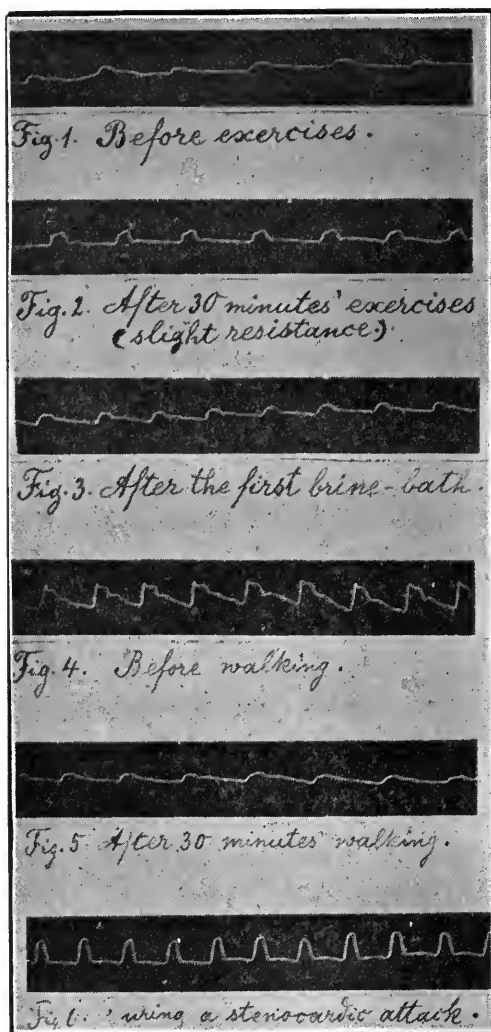 Fig. 1. Before exercises.
Fig. 2. After 30 minutes' exercises
(slight resistance.)
Fig. 3. After the first brine-bath.
Fig. 4. Before walking.
Fig. 5. After 30 minutes' walking.
a stenocardic attack.